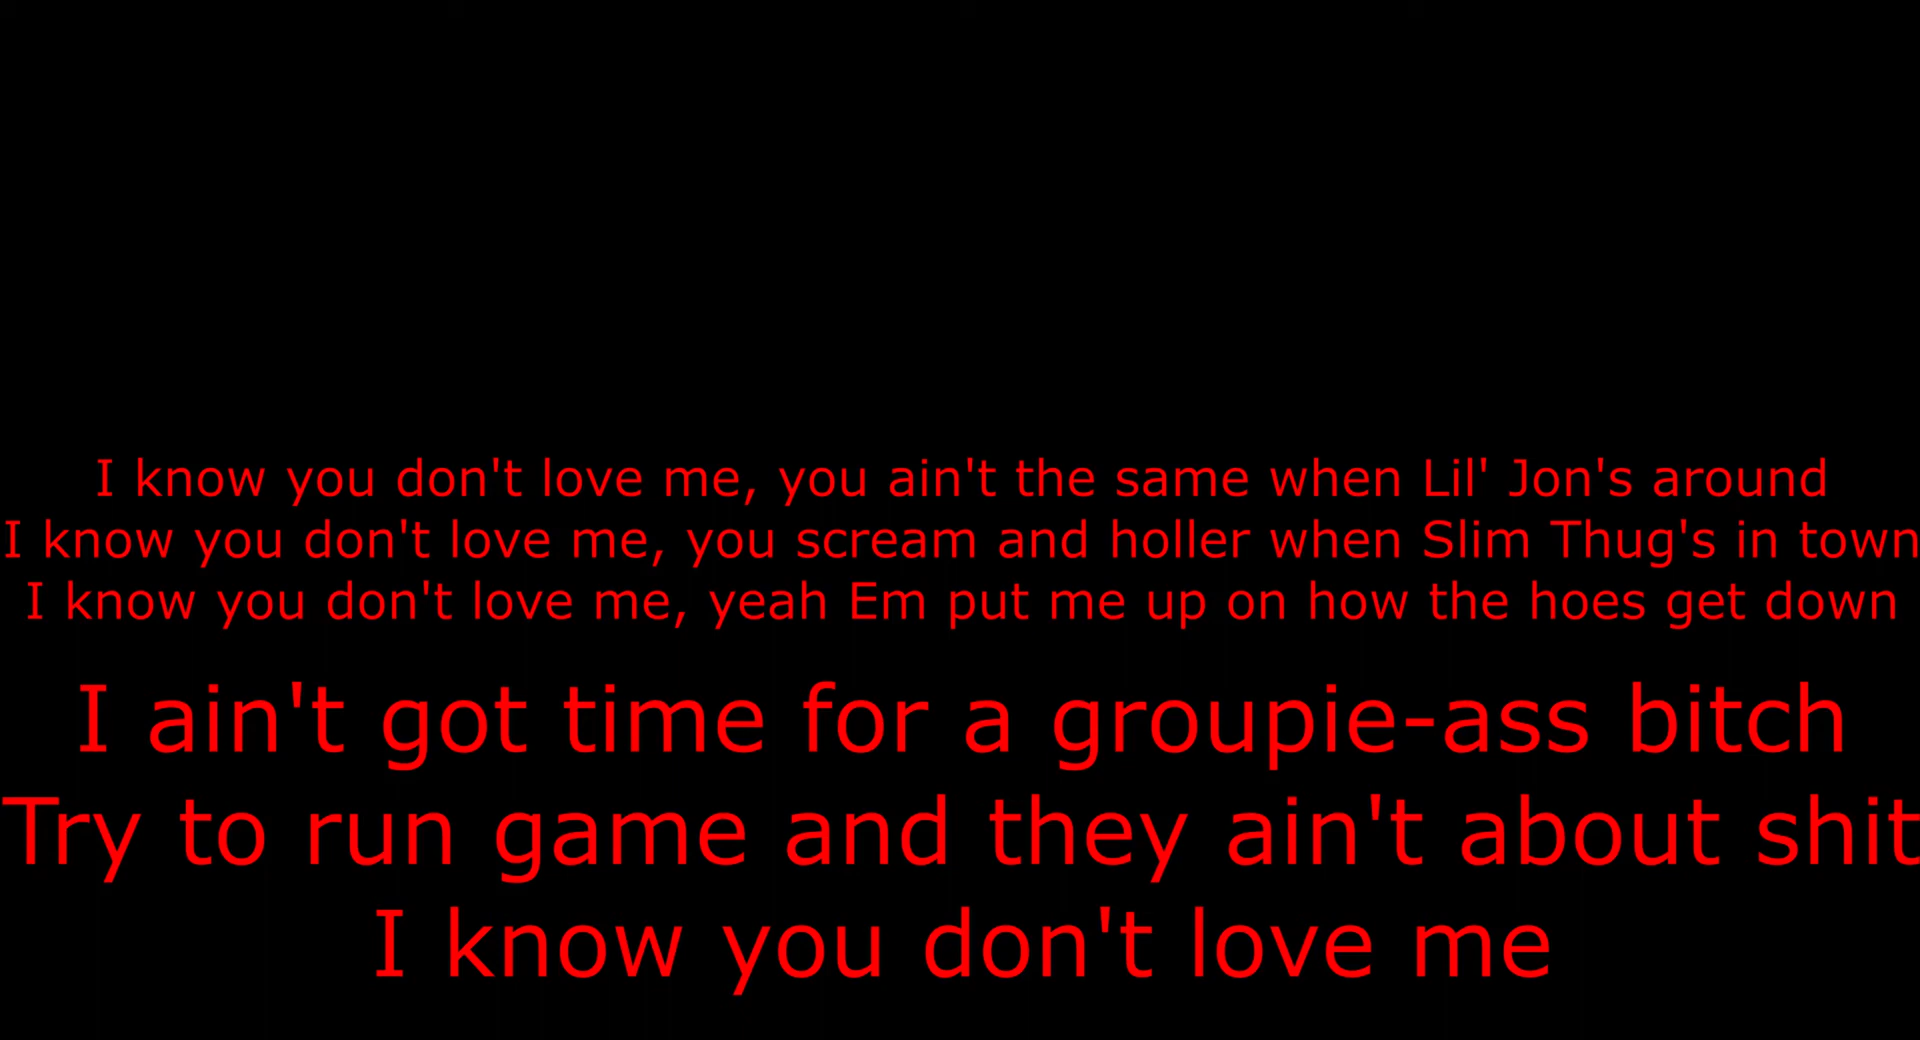 I know you don't love me, you ain't the same when Lil' Jon's around
I know you don't love me, you scream and holler when Slim Thug's in town
I know you don't love me, yeah Em put me up on how the hoes get down
I ain't got time for a groupie-ass bitch
Try to run game and they ain't about shit
I know you don't love me